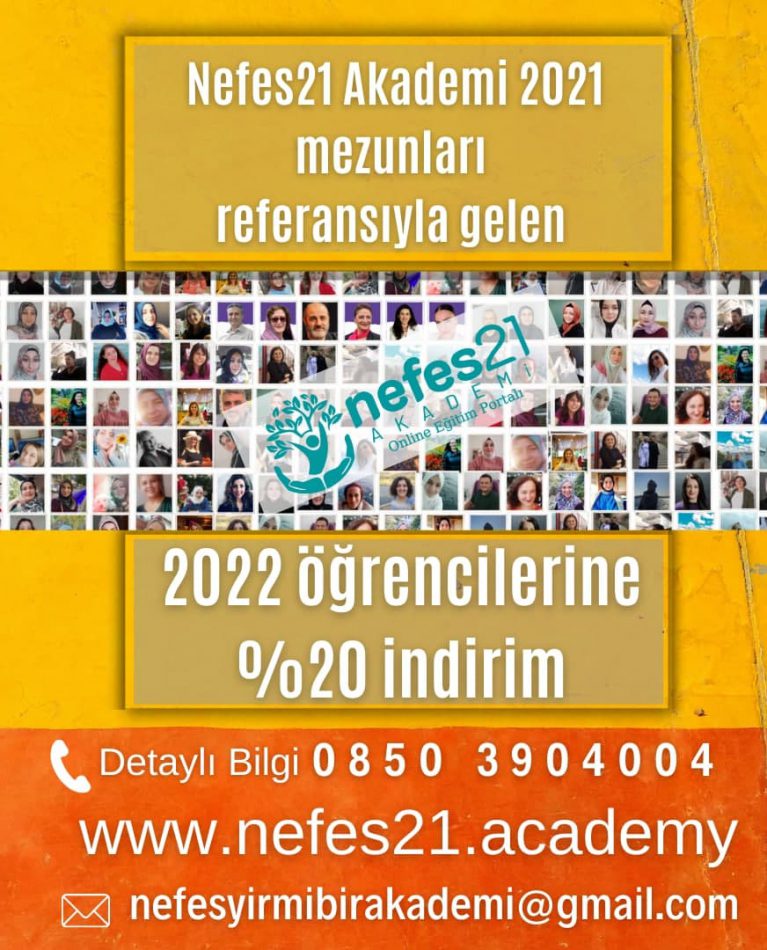 Nefes21 Akademi 2021
mezunları
referansıyla gelen
nefes21
AKADEMİ
Online Eğitim Portalı
2022 öğrencilerine
%20 indirim
Detaylı Bilgi 0850 3904004
www.nefes21.academy
nefesyirmibirakademi@gmail.com